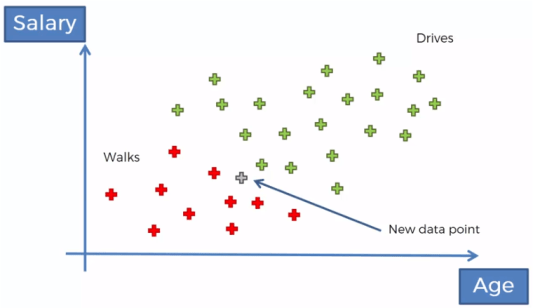 Salary
Drives
Walks
New data point
Age